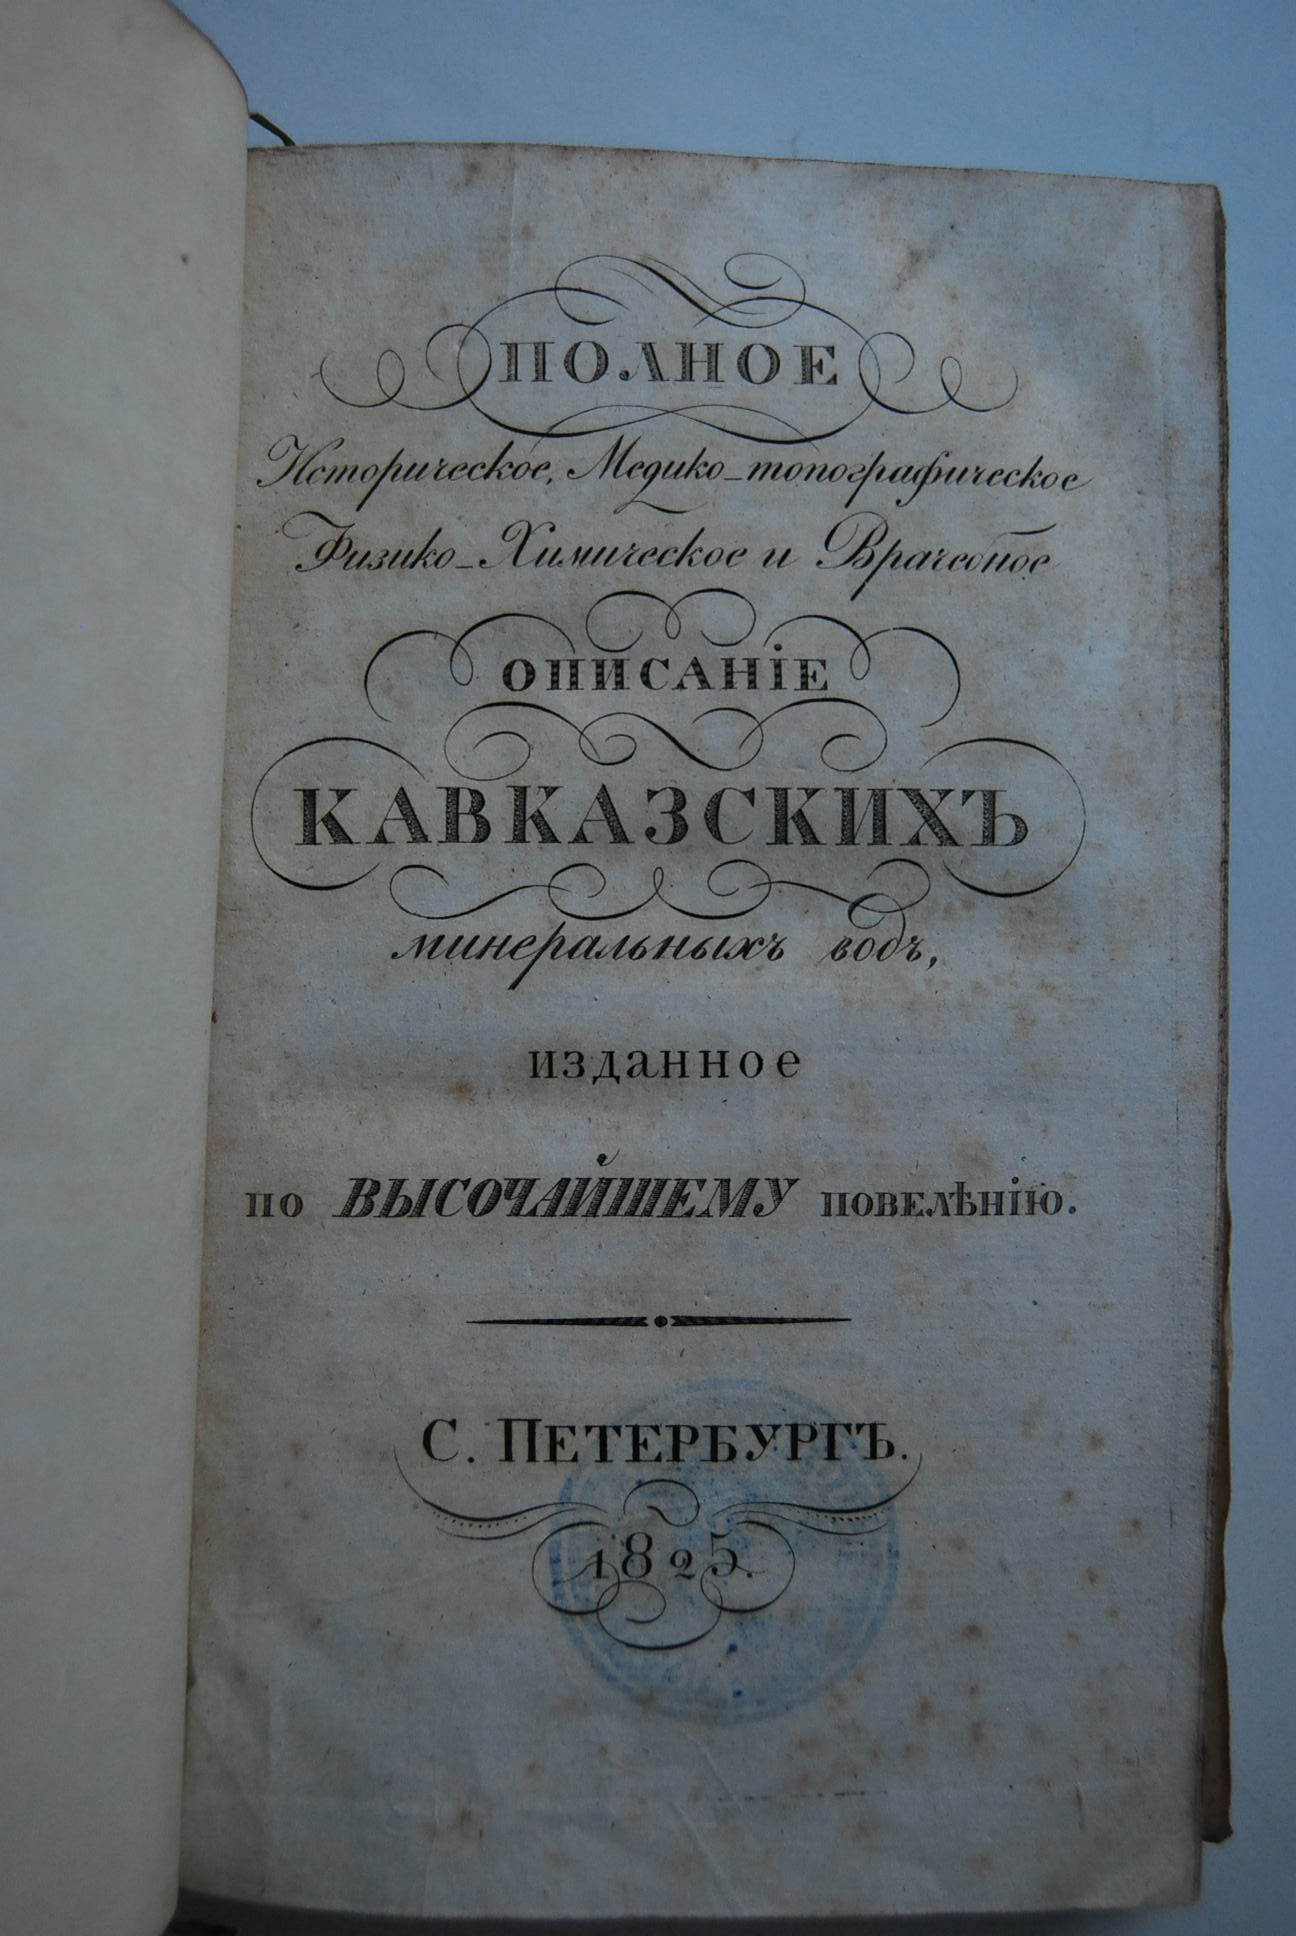 ПОЛНОЕ
Историческое, Медико-топографическое
Физико-Химическое и Врачебное
ОПИСАНІЕ
КАВКАЗСКИХЪ
минеральныхъ водъ,
изданное
по ВЫСОЧАЙШЕМУ повелѣнію.
С. ПЕТЕРБУРГЪ.
1825.